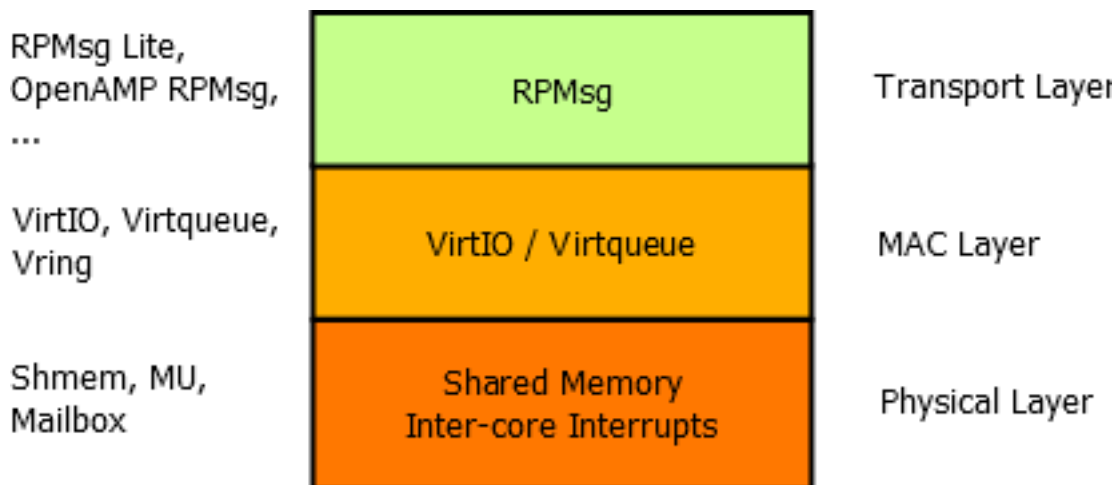 RPMsg Lite,
OpenAMP RPMsg,
...
RPMsg
Transport Layer
VirtIO, Virtqueue,
Vring
VirtIO / Virtqueue
MAC Layer
Shmem, MU,
Mailbox
Shared Memory
Inter-core Interrupts
Physical Layer